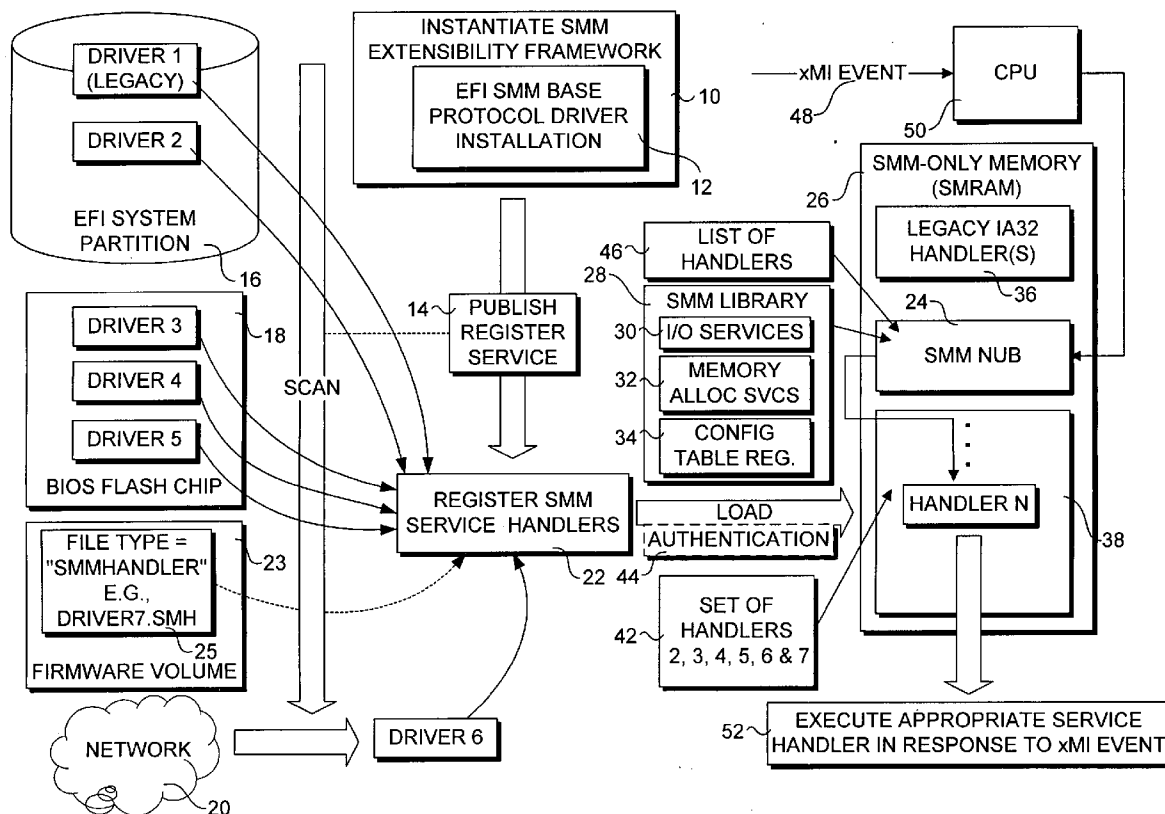 DRIVER 1
(LEGACY)
DRIVER 2
EFI SYSTEM
PARTITION
16
INSTANTIATE SMM
EXTENSIBILITY FRAMEWORK
EFI SMM BASE
PROTOCOL DRIVER
INSTALLATION
10
12
xMI EVENT
48
CPU
50
SMM-ONLY MEMORY
(SMRAM)
26
LEGACY IA32
HANDLER(S)
36
24
SMM NUB
LIST OF
HANDLERS
46
28
SMM LIBRARY
30
I/O SERVICES
32
MEMORY
ALLOC SVCS
34
CONFIG
TABLE REG.
14
PUBLISH
REGISTER
SERVICE
SCAN
18
DRIVER 3
DRIVER 4
DRIVER 5
BIOS FLASH CHIP
REGISTER SMM
SERVICE HANDLERS
22
LOAD
AUTHENTICATION
44
HANDLER N
38
FILE TYPE =
"SMMHANDLER"
E.G.,
DRIVER7.SMH
23
25
FIRMWARE VOLUME
42
SET OF
HANDLERS
2, 3, 4, 5, 6 & 7
NETWORK
20
DRIVER 6
52
EXECUTE APPROPRIATE SERVICE
HANDLER IN RESPONSE TO xMI EVENT